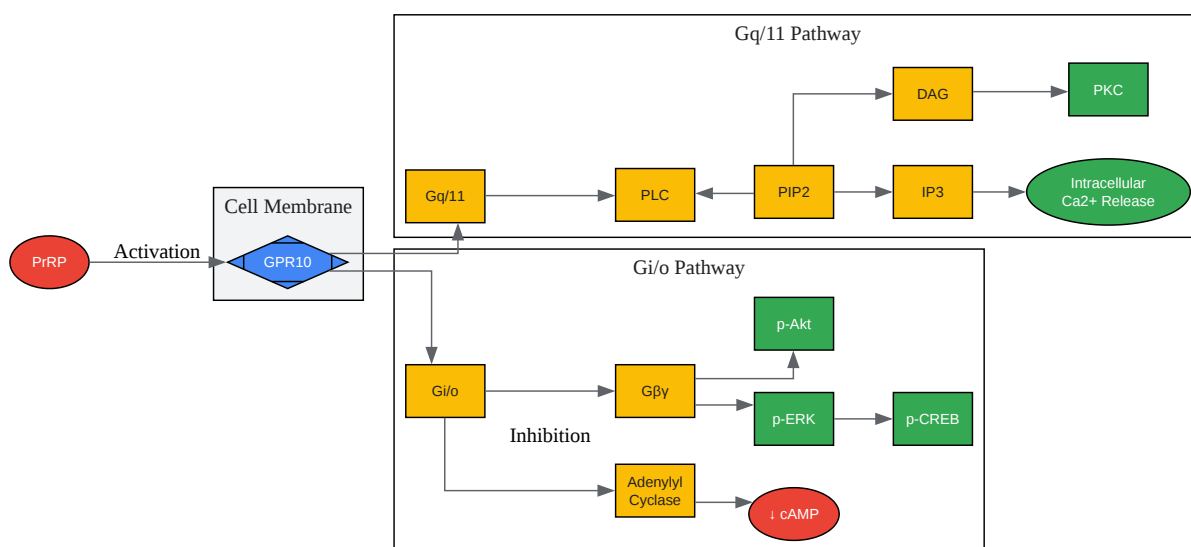 Gq/11 Pathway
DAG
PKC
Gq/11
PLC
PIP2
IP3
Intracellular
Ca2+ Release
Cell Membrane
PrRP
Activation
GPR10
Gi/o Pathway
p-Akt
Gi/o
Gβγ
p-ERK
p-CREB
Inhibition
Adenylyl
Cyclase
↓ cAMP